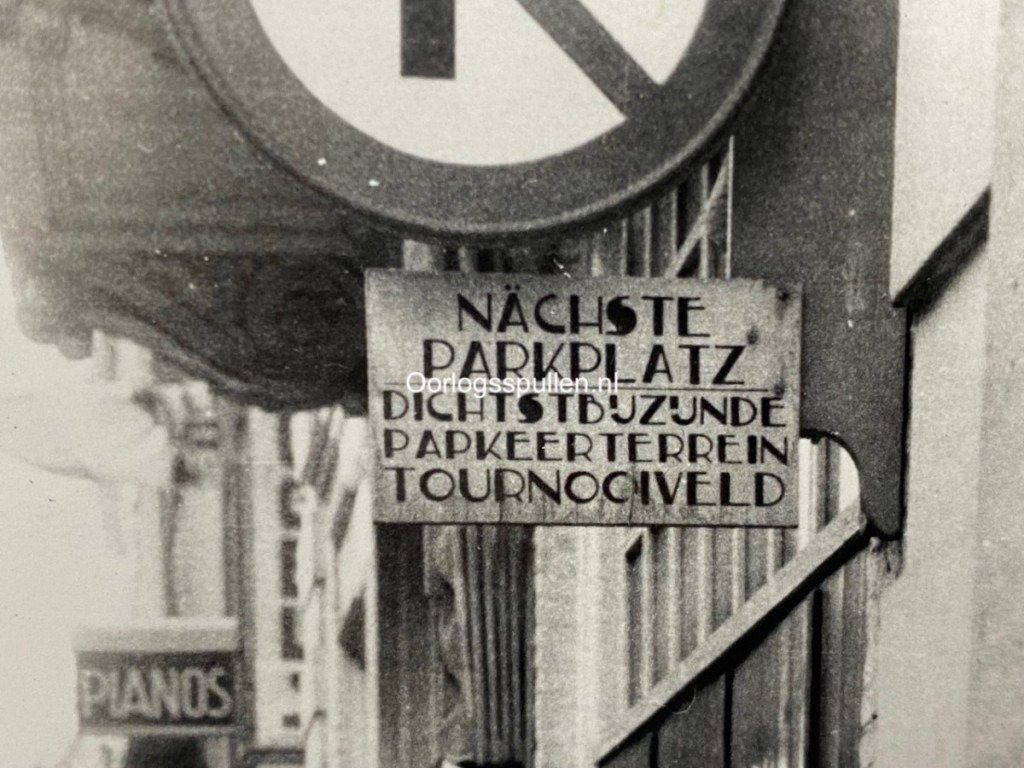 NÄCHSTE
PARKPLATZ
Oorlogsspullen.nl
DICHTSTBIJZIJNDE
PARKEERTERREIN
TOURNOOIVELD
PIANOS